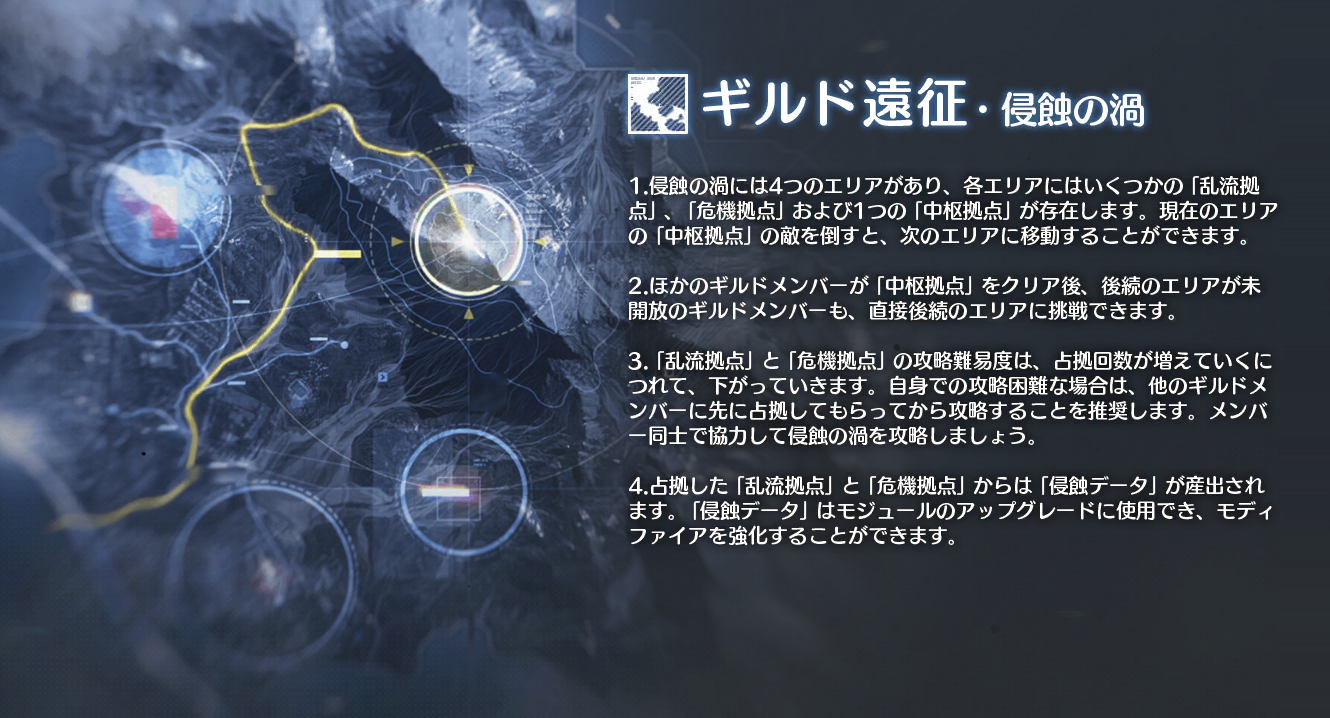 ギルド遠征・侵蝕の渦
1.侵蝕の渦には4つのエリアがあり、各エリアにはいくつかの「乱流拠
点」、「危機拠点」および1つの「中枢拠点」が存在します。現在のエリア
の「中枢拠点」の敵を倒すと、次のエリアに移動することができます。
2.ほかのギルドメンバーが「中枢拠点」をクリア後、後続のエリアが未
開放のギルドメンバーも、直接後続のエリアに挑戦できます。
3.「乱流拠点」と「危機拠点」の攻略難易度は、占拠回数が増えていくに
つれて、下がっていきます。自身での攻略困難な場合は、他のギルドメ
ンバーに先に占拠してもらってから攻略することを推奨します。メンバ
ー同士で協力して侵蝕の渦を攻略しましょう。
4.占拠した「乱流拠点」と「危機拠点」からは「侵蝕データ」が産出され
ます。「侵蝕データ」はモジュールのアップグレードに使用でき、モディ
ファイアを強化することができます。